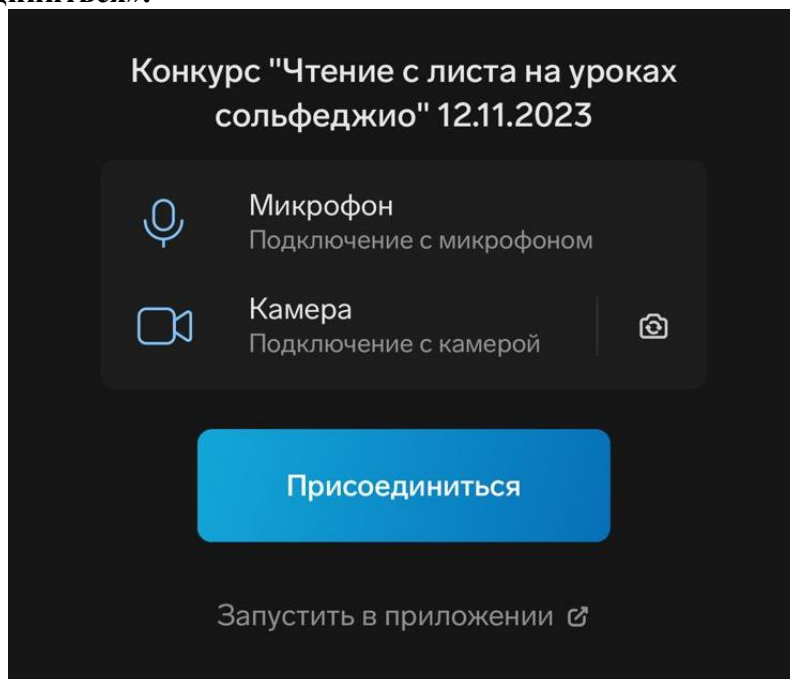 Конкурс "Чтение с листа на уроках
сольфеджио" 12.11.2023
Микрофон
Подключение с микрофоном
Камера
Подключение с камерой
Присоединиться
Запустить в приложении